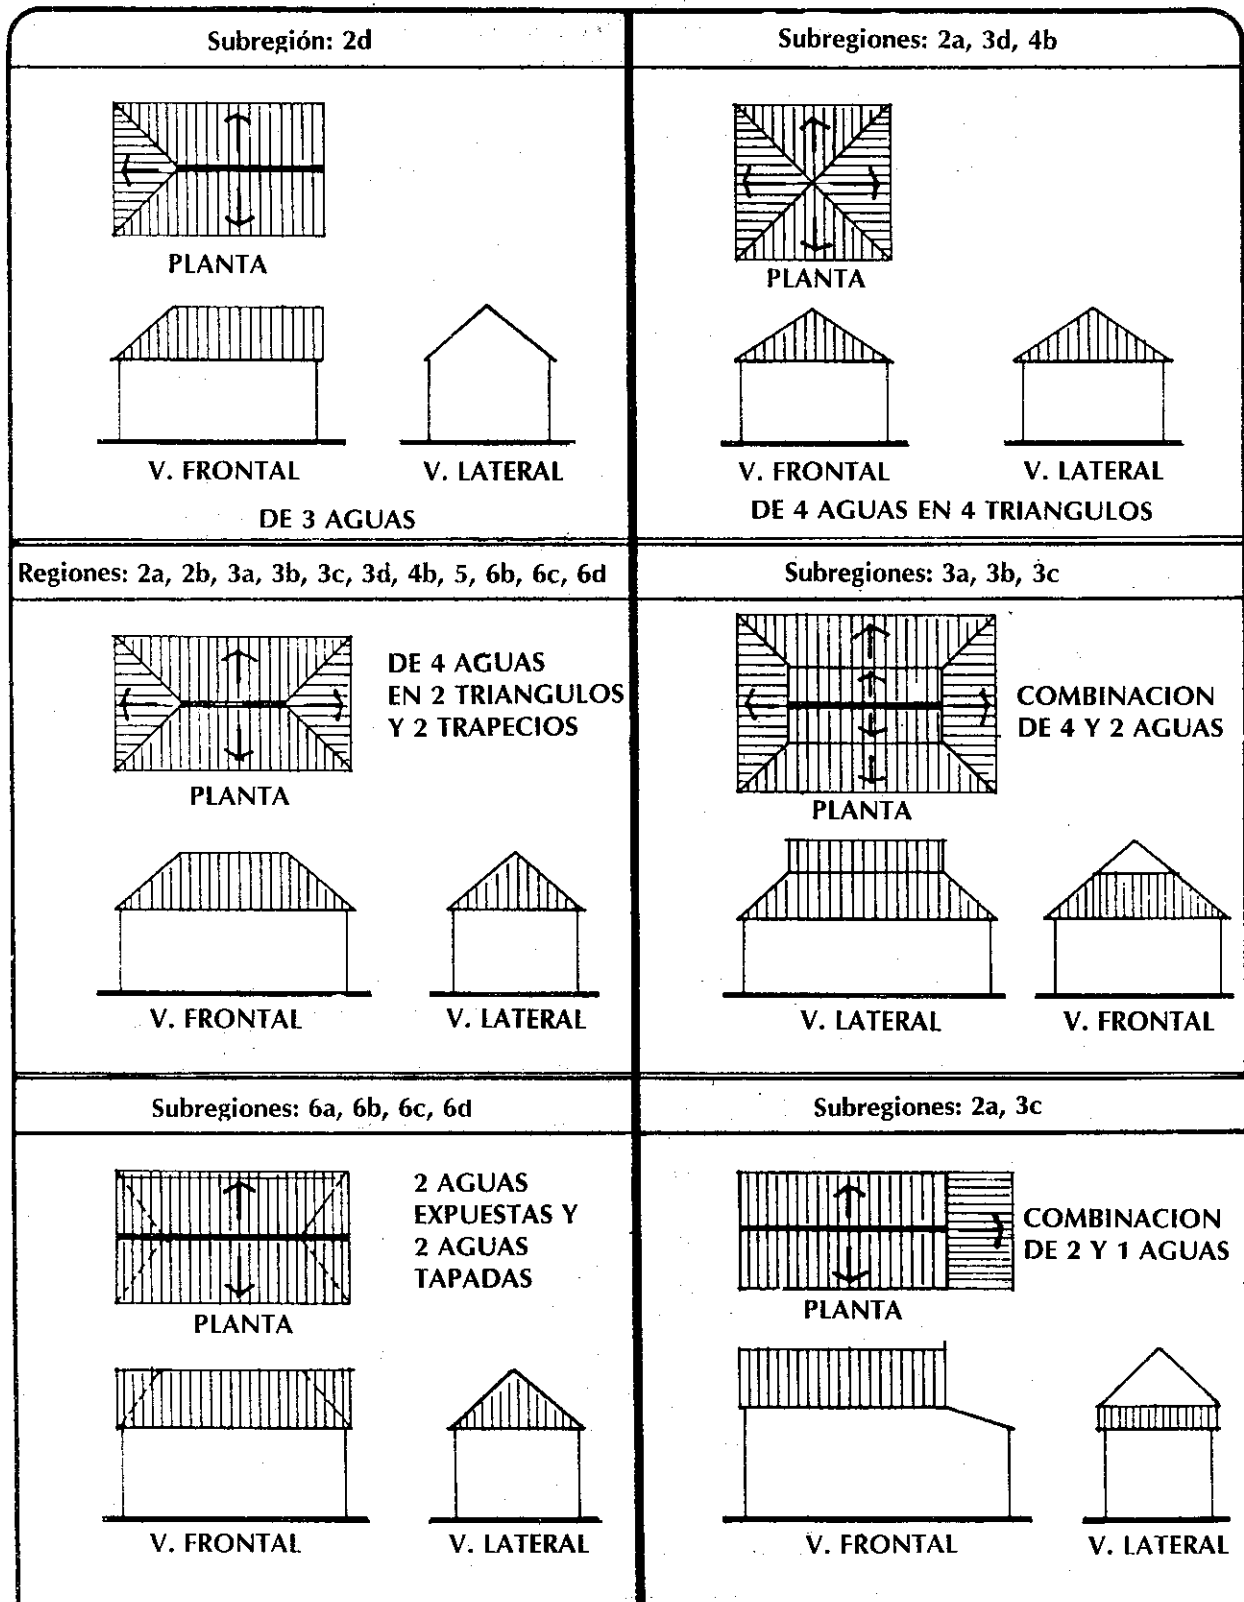 Subregión: 2d
PLANTA
V. FRONTAL
V. LATERAL
DE 3 AGUAS
Subregiones: 2a, 3d, 4b
PLANTA
V. FRONTAL
V. LATERAL
DE 4 AGUAS EN 4 TRIANGULOS
Regiones: 2a, 2b, 3a, 3b, 3c, 3d, 4b, 5, 6b, 6c, 6d
DE 4 AGUAS
EN 2 TRIANGULOS
Y 2 TRAPECIOS
PLANTA
V. FRONTAL
V. LATERAL
Subregiones: 3a, 3b, 3c
COMBINACION
DE 4 Y 2 AGUAS
PLANTA
V. LATERAL
V. FRONTAL
Subregiones: 6a, 6b, 6c, 6d
2 AGUAS
EXPUESTAS Y
2 AGUAS
TAPADAS
PLANTA
V. FRONTAL
V. LATERAL
Subregiones: 2a, 3c
COMBINACION
DE 2 Y 1 AGUAS
PLANTA
V. FRONTAL
V. LATERAL